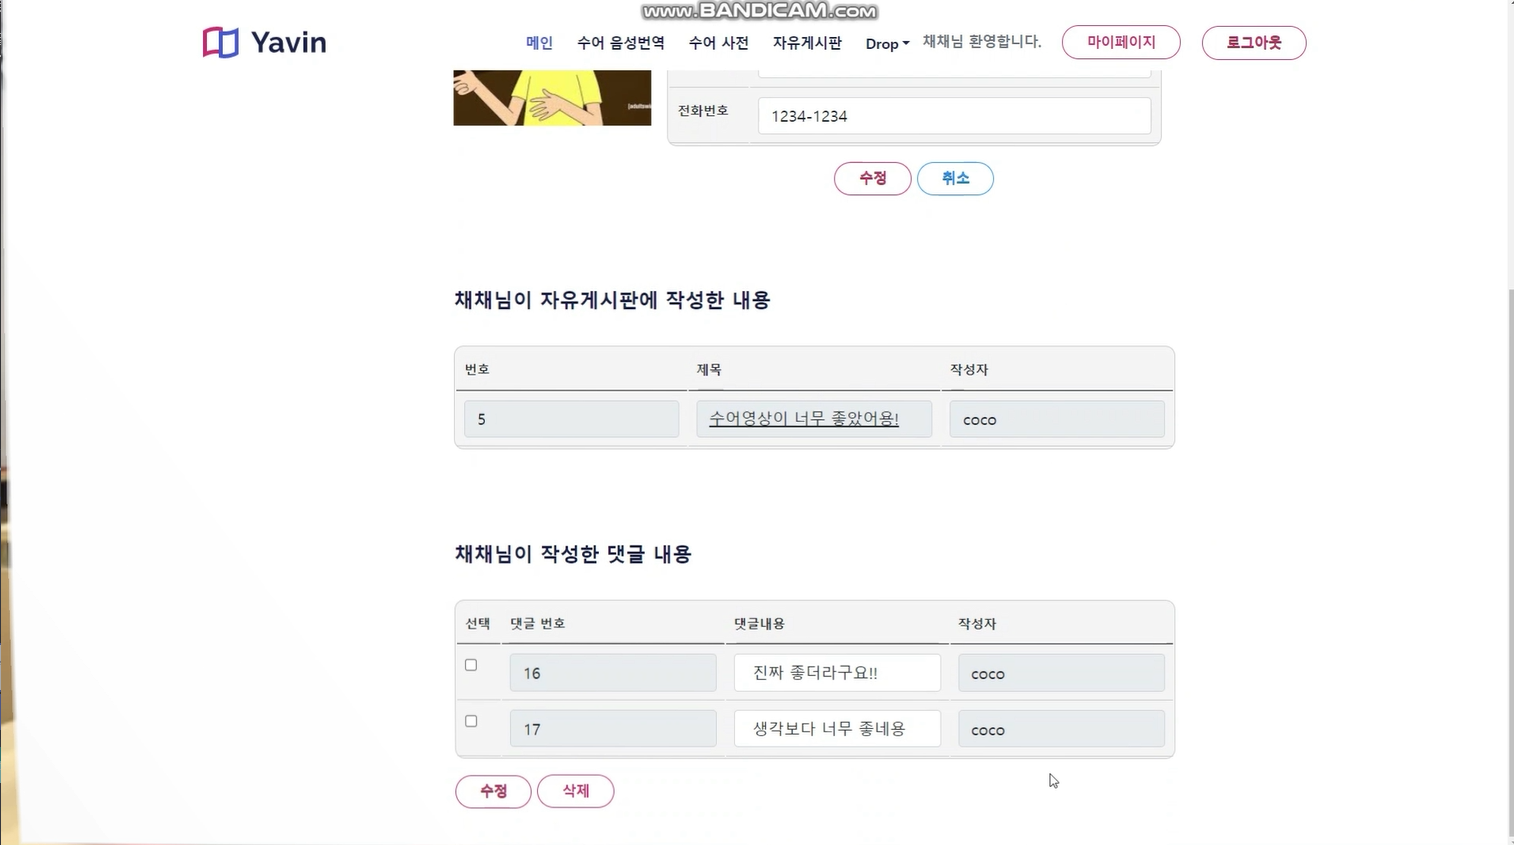 www.BANDICAM.com
Yavin
메인 수어 음성번역 수어 사전 자유게시판 Drop 채채님 환영합니다. 마이페이지 로그아웃
전화번호 1234-1234
수정 취소
채채님이 자유게시판에 작성한 내용
번호 제목 작성자
5 수어영상이 너무 좋았어용! coco
채채님이 작성한 댓글 내용
선택 댓글 번호 댓글내용 작성자
16 진짜 좋더라구요!! coco
17 생각보다 너무 좋네용 coco
수정 삭제